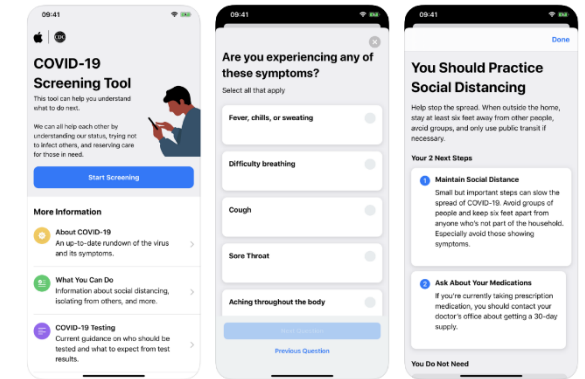 09:41
COVID-19
Screening Tool
This tool can help you understand
what to do next.
We can all help each other by
understanding our status, trying not
to infect others, and reserving care
for those in need.
Start Screening
More Information
About COVID-19
An up-to-date rundown of the virus
and its symptoms.
What You Can Do
Information about social distancing,
isolating from others, and more.
COVID-19 Testing
Current guidance on who should be
tested and what to expect from test
results.
09:41
Are you experiencing any of
these symptoms?
Select all that apply
Fever, chills, or sweating
Difficulty breathing
Cough
Sore Throat
Aching throughout the body
Next Question
Previous Question
09:41
Done
You Should Practice
Social Distancing
Help stop the spread. When outside the home,
stay at least six feet away from other people,
avoid groups, and only use public transit if
necessary.
Your 2 Next Steps
1 Maintain Social Distance
Small but important steps can slow the
spread of COVID-19. Avoid groups of
people and keep six feet apart from
anyone who's not part of the household.
Especially avoid those showing
symptoms.
2 Ask About Your Medications
If you're currently taking prescription
medication, you should contact your
doctor's office about getting a 30-day
supply.
You Do Not Need